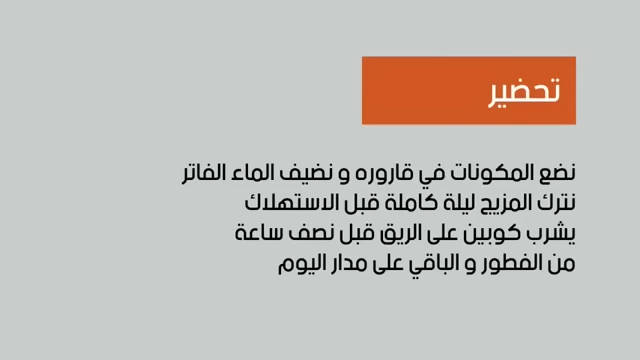 تحضير
نضع المكونات في قاروره و نضيف الماء الفاتر
نترك المزيج ليلة كاملة قبل الاستهلاك
يشرب كوبين على الريق قبل نصف ساعة
من الفطور و الباقي على مدار اليوم